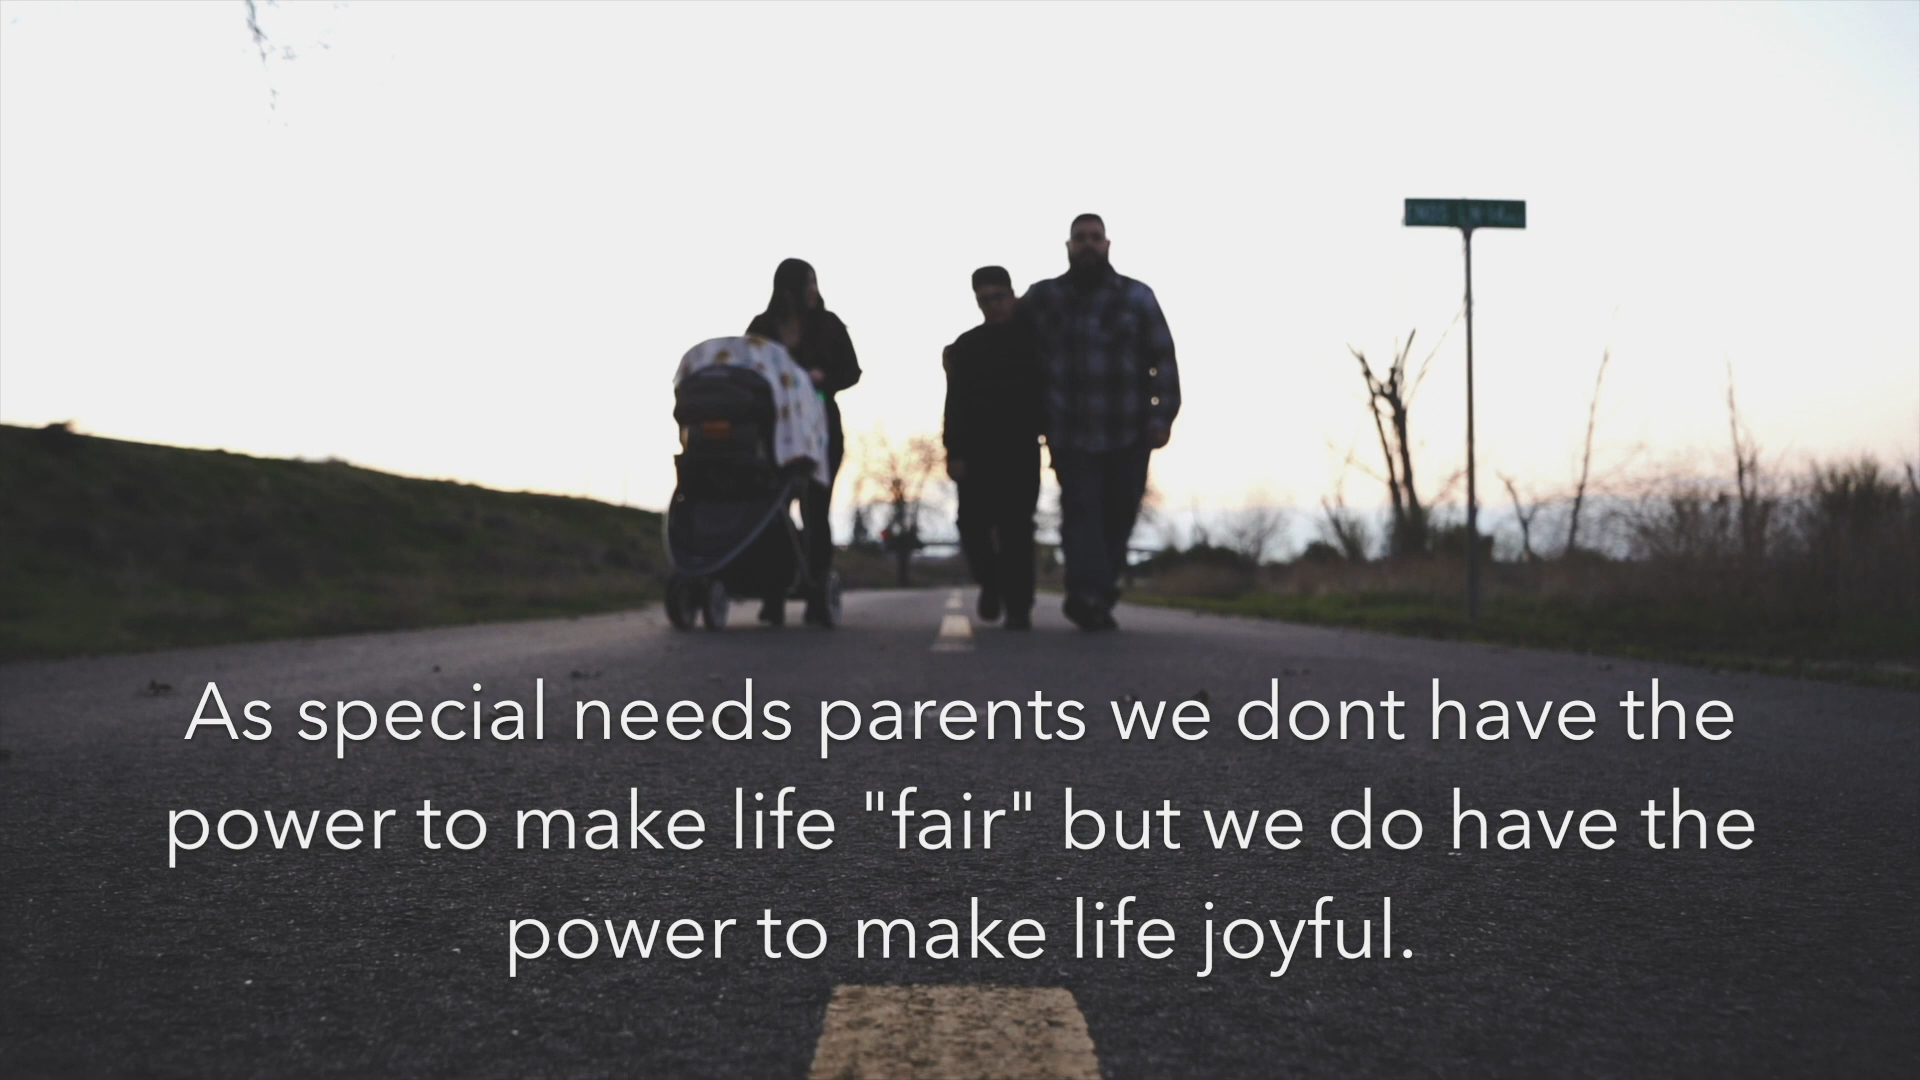 As special needs parents we dont have the
power to make life "fair" but we do have the
power to make life joyful.